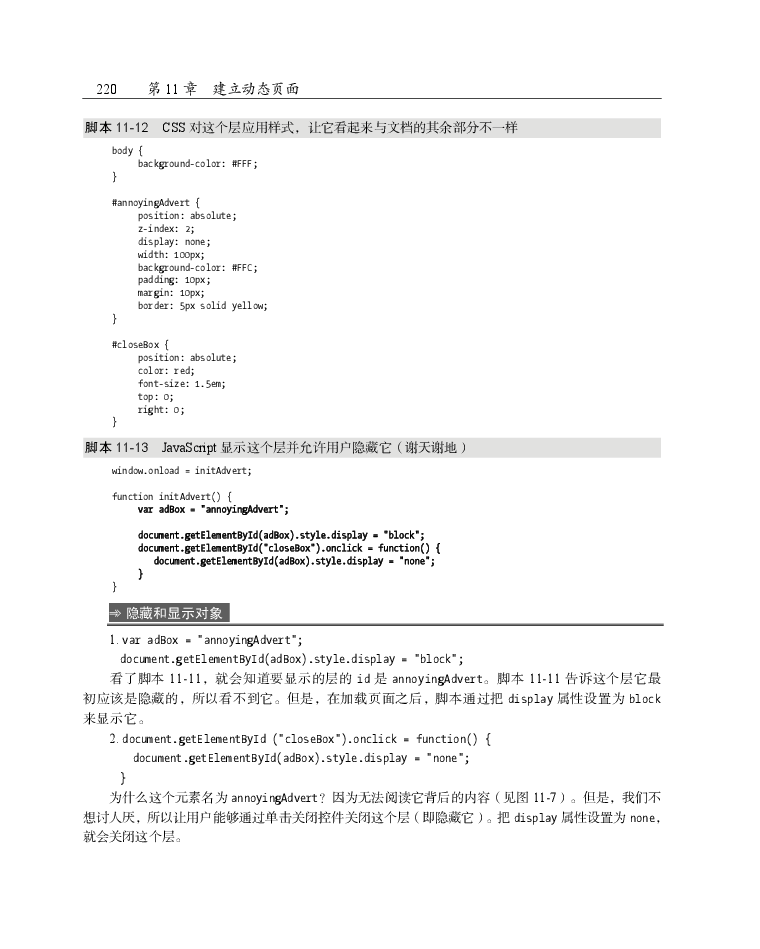 220 第 11 章 建立动态页面
脚本 11-12 CSS 对这个层应用样式，让它看起来与文档的其余部分不一样
body {
background-color: #FFF;
}
#annoyingAdvert {
position: absolute;
z-index: 2;
display: none;
width: 100px;
background-color: #FFC;
padding: 10px;
margin: 10px;
border: 5px solid yellow;
}
#closeBox {
position: absolute;
color: red;
font-size: 1.5em;
top: 0;
right: 0;
}
脚本 11-13 JavaScript 显示这个层并允许用户隐藏它（谢天谢地）
window.onload = initAdvert;
function initAdvert() {
var adBox = "annoyingAdvert";
document.getElementById(adBox).style.display = "block";
document.getElementById("closeBox").onclick = function() {
document.getElementById(adBox).style.display = "none";
}
}
隐藏和显示对象
1. var adBox = "annoyingAdvert";
document.getElementById(adBox).style.display = "block";
看了脚本 11-11，就会知道要显示的层的 id 是 annoyingAdvert。脚本 11-11 告诉这个层它最
初应该是隐藏的，所以看不到它。但是，在加载页面之后，脚本通过把 display 属性设置为 block
来显示它。
2. document.getElementById ("closeBox").onclick = function() {
document.getElementById(adBox).style.display = "none";
}
为什么这个元素名为 annoyingAdvert？因为无法阅读它背后的内容（见图 11-7）。但是，我们不
想讨人厌，所以让用户能够通过单击关闭控件关闭这个层（即隐藏它）。把 display 属性设置为 none，
就会关闭这个层。